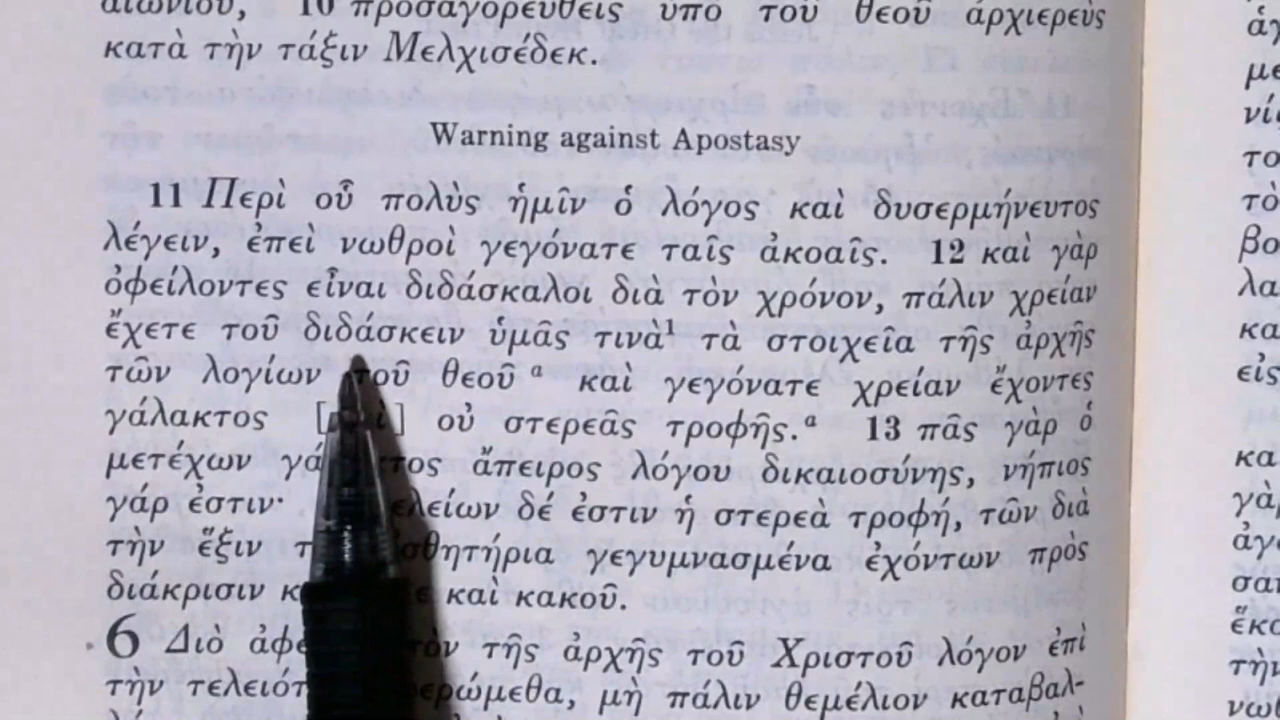 αἰωνίου, 10 προσαγορευθεὶς ὑπὸ τοῦ θεοῦ ἀρχιερεὺς
κατὰ τὴν τάξιν Μελχισέδεκ.
Warning against Apostasy
11 Περὶ οὗ πολὺς ἡμῖν ὁ λόγος καὶ δυσερμήνευτος
λέγειν, ἐπεὶ νωθροὶ γεγόνατε ταῖς ἀκοαῖς. 12 καὶ γὰρ
ὀφείλοντες εἶναι διδάσκαλοι διὰ τὸν χρόνον, πάλιν χρείαν
ἔχετε τοῦ διδάσκειν ὑμᾶς τινὰ¹ τὰ στοιχεῖα τῆς ἀρχῆς
τῶν λογίων τοῦ θεοῦ ᵃ καὶ γεγόνατε χρείαν ἔχοντες
γάλακτος οὐ στερεᾶς τροφῆς.ᵃ 13 πᾶς γὰρ ὁ
μετέχων ἄπειρος λόγου δικαιοσύνης, νήπιος
γάρ ἐστιν· δέ ἐστιν ἡ στερεὰ τροφή, τῶν διὰ
τὴν ἕξιν γεγυμνασμένα ἐχόντων πρὸς
διάκρισιν καὶ κακοῦ.
6 Διὸ τὸν τῆς ἀρχῆς τοῦ Χριστοῦ λόγον ἐπὶ
τὴν μὴ πάλιν θεμέλιον καταβαλ-